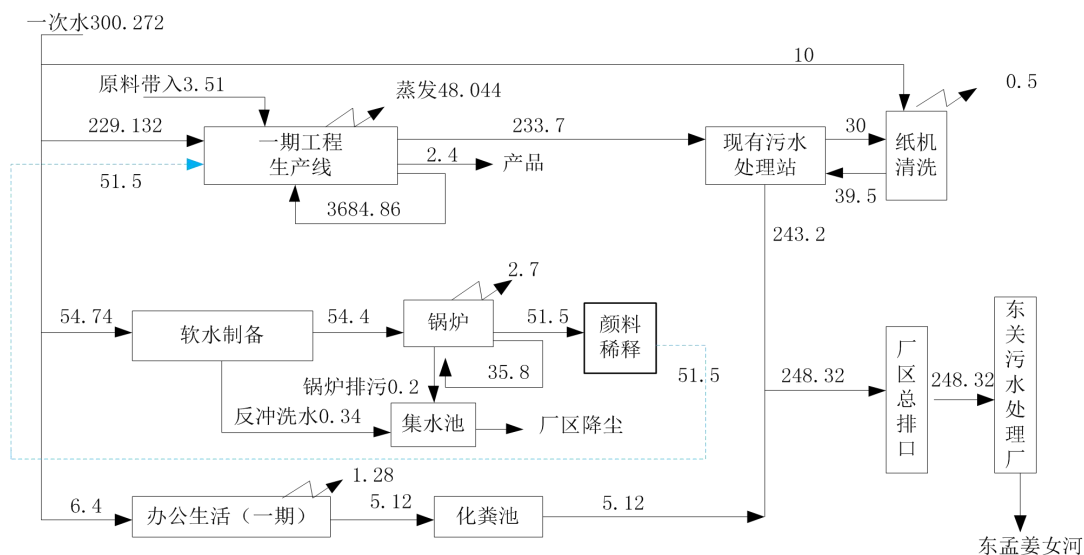 一次水300.272
10
0.5
原料带入3.51
蒸发48.044
229.132
一期工程
生产线
233.7
现有污水
处理站
30
纸机
清洗
2.4
产品
51.5
39.5
3684.86
243.2
2.7
54.74
软水制备
54.4
锅炉
51.5
颜料
稀释
35.8
51.5
锅炉排污0.2
248.32
厂区总排口
248.32
东关污水处理厂
反冲洗水0.34
集水池
厂区降尘
1.28
6.4
办公生活（一期）
5.12
化粪池
5.12
东孟姜女河